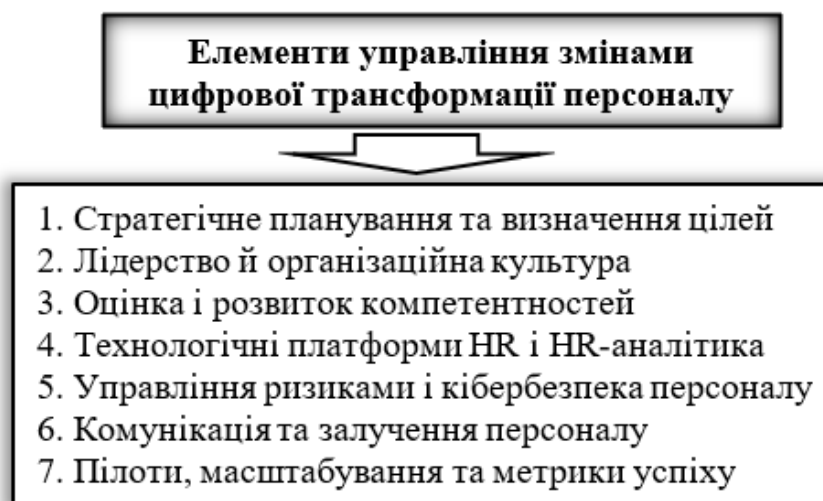 Елементи управління змінами
цифрової трансформації персоналу
1. Стратегічне планування та визначення цілей
2. Лідерство й організаційна культура
3. Оцінка і розвиток компетентностей
4. Технологічні платформи HR і HR-аналітика
5. Управління ризиками і кібербезпека персоналу
6. Комунікація та залучення персоналу
7. Пілоти, масштабування та метрики успіху